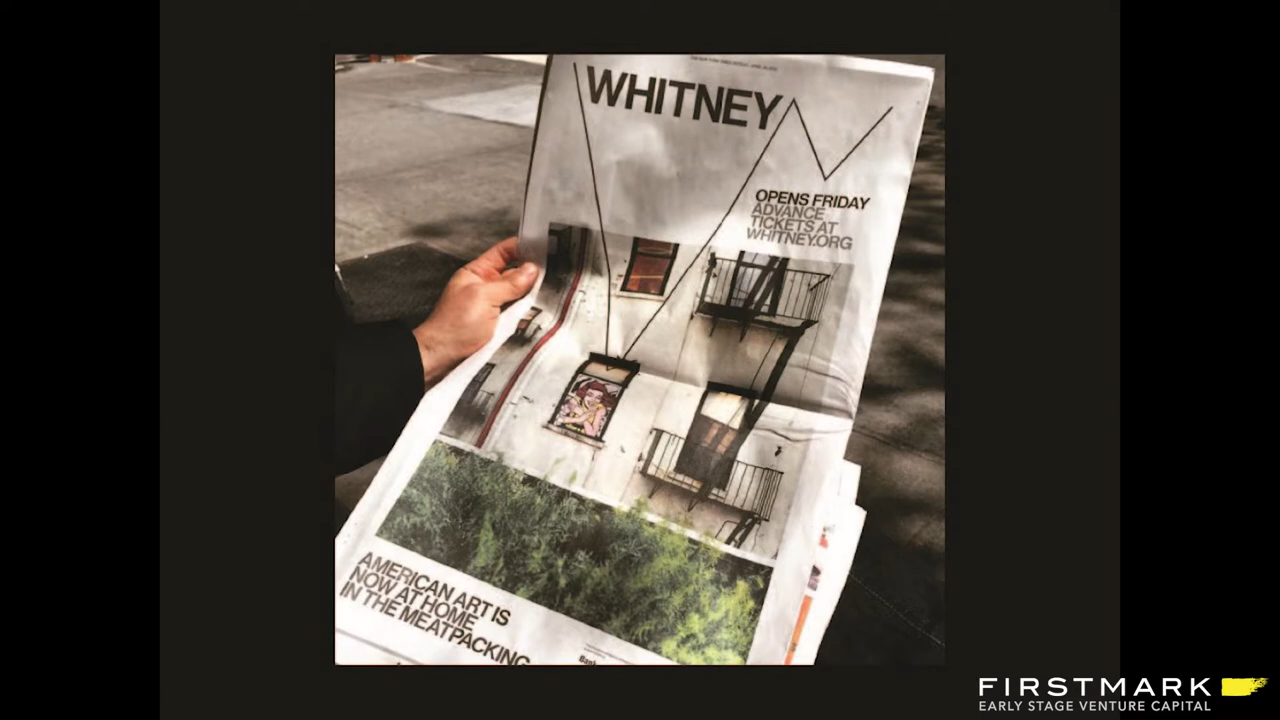 WHITNEY
OPENS FRIDAY
ADVANCE
TICKETS AT
WHITNEY.ORG
AMERICAN ART IS
NOW AT HOME
IN THE MEATPACKING
FIRSTMARK
EARLY STAGE VENTURE CAPITAL